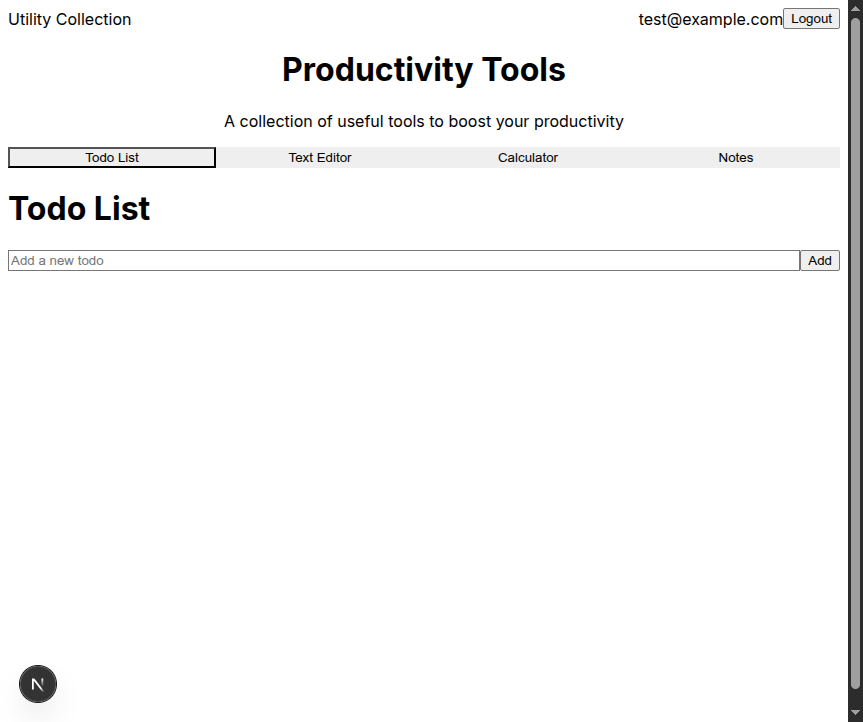 Utility Collection
test@example.com Logout
Productivity Tools
A collection of useful tools to boost your productivity
Todo List Text Editor Calculator Notes
Todo List
Add a new todo Add
N